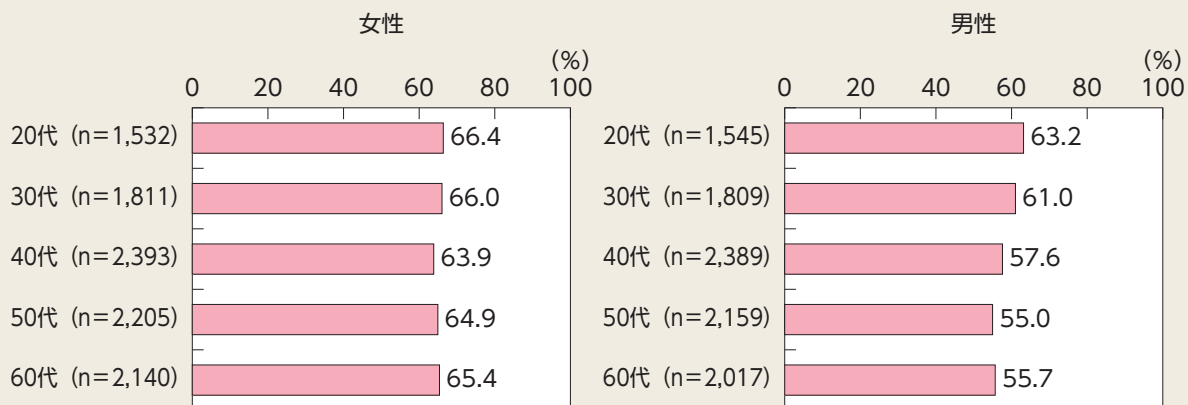 女性
(%)
0 20 40 60 80 100
20代（n＝1,532） 66.4
30代（n＝1,811） 66.0
40代（n＝2,393） 63.9
50代（n＝2,205） 64.9
60代（n＝2,140） 65.4
男性
(%)
0 20 40 60 80 100
20代（n＝1,545） 63.2
30代（n＝1,809） 61.0
40代（n＝2,389） 57.6
50代（n＝2,159） 55.0
60代（n＝2,017） 55.7